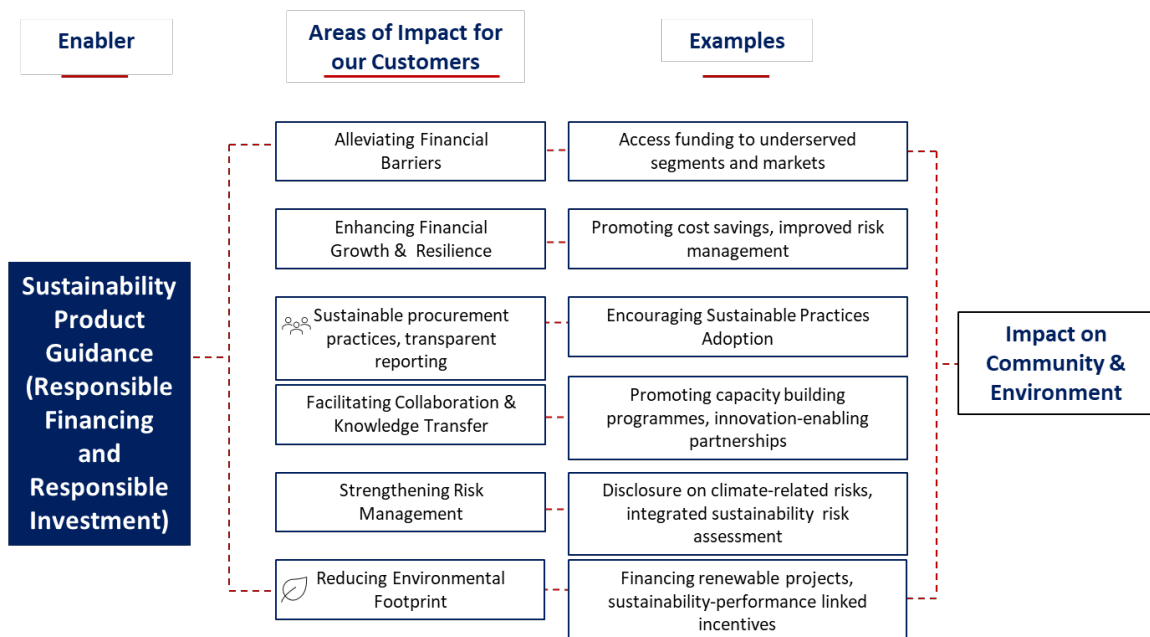 Enabler
Areas of Impact for
our Customers
Examples
Alleviating Financial
Barriers
Access funding to underserved
segments and markets
Enhancing Financial
Growth & Resilience
Promoting cost savings, improved risk
management
Sustainability
Product
Guidance
(Responsible
Financing
and
Responsible
Investment)
Sustainable procurement
practices, transparent
reporting
Encouraging Sustainable Practices
Adoption
Impact on
Community &
Environment
Facilitating Collaboration &
Knowledge Transfer
Promoting capacity building
programmes, innovation-enabling
partnerships
Strengthening Risk
Management
Disclosure on climate-related risks,
integrated sustainability risk
assessment
Reducing Environmental
Footprint
Financing renewable projects,
sustainability-performance linked
incentives